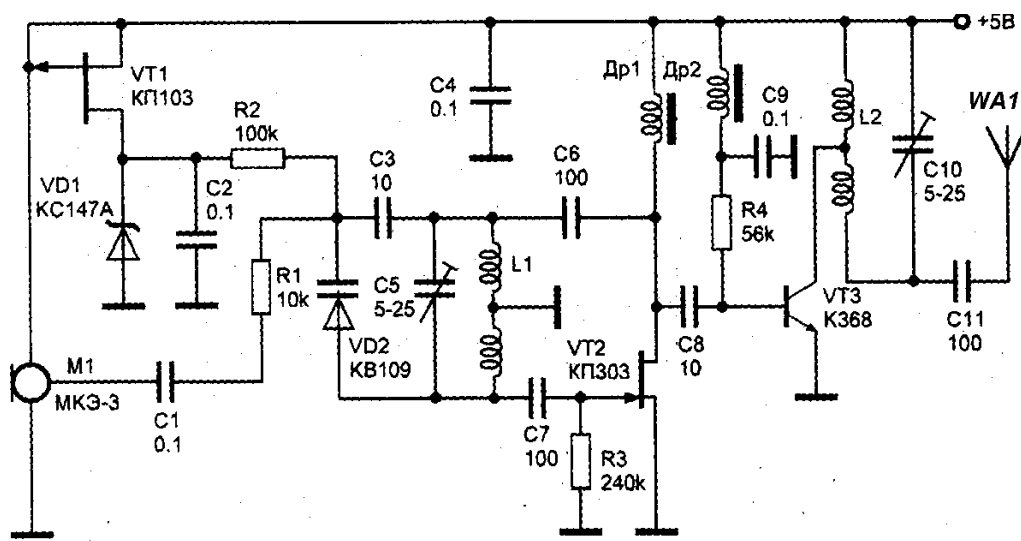 +5В
VT1
КП103
R2
100k
C4
0.1
Др1
Др2
C9
0.1
L2
WA1
C10
5-25
VD1
КС147А
C2
0.1
C3
10
C6
100
R4
56k
R1
10k
C5
5-25
L1
VD2
КВ109
VT2
КП303
C8
10
VT3
К368
C11
100
M1
МКЭ-3
C1
0.1
C7
100
R3
240k